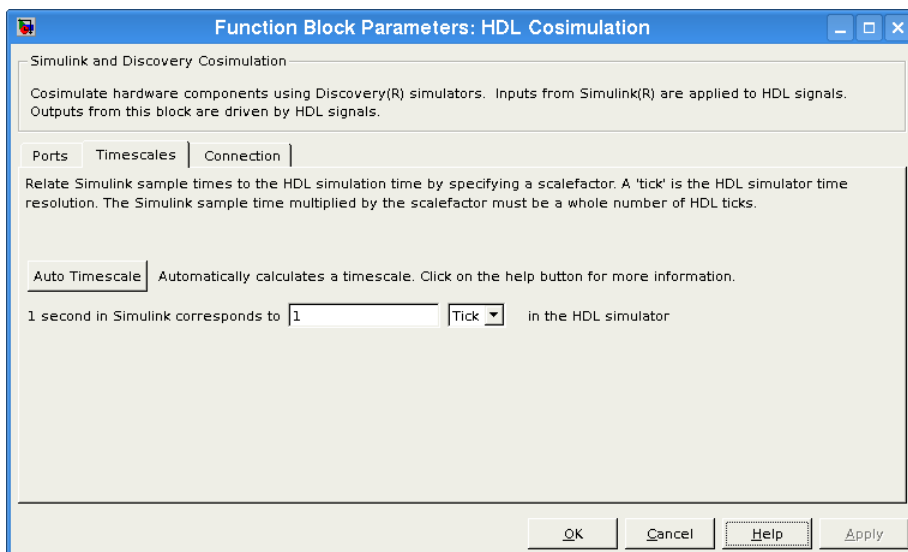 Function Block Parameters: HDL Cosimulation
Simulink and Discovery Cosimulation
Cosimulate hardware components using Discovery(R) simulators.  Inputs from Simulink(R) are applied to HDL signals.
Outputs from this block are driven by HDL signals.
Ports Timescales Connection
Relate Simulink sample times to the HDL simulation time by specifying a scalefactor. A 'tick' is the HDL simulator time
resolution. The Simulink sample time multiplied by the scalefactor must be a whole number of HDL ticks.
Auto Timescale Automatically calculates a timescale. Click on the help button for more information.
1 second in Simulink corresponds to 1 Tick in the HDL simulator
OK Cancel Help Apply